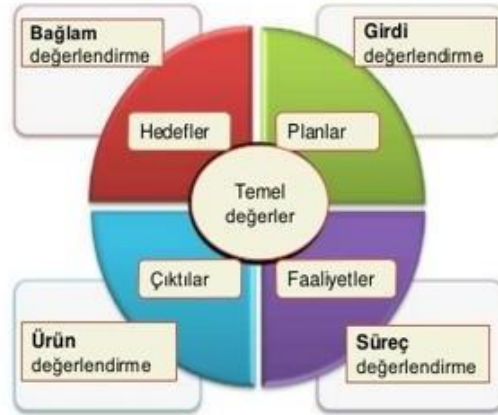 Bağlam
değerlendirme
Girdi
değerlendirme
Hedefler
Planlar
Temel
değerler
Çıktılar
Faaliyetler
Ürün
değerlendirme
Süreç
değerlendirme